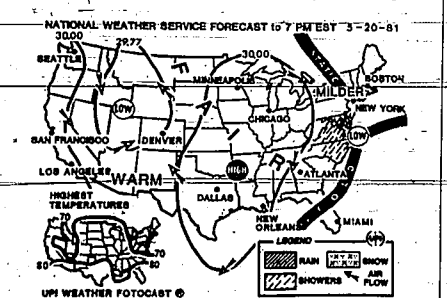 NATIONAL WEATHER SERVICE FORECAST to 7 PM EST 3-20-81
30.00
29.77
30.00
SEATTLE
F
A
I
R
MINNEAPOLIS
BOSTON
MILDER
NEW YORK
LOW
CHICAGO
LOW
SAN FRANCISCO
DENVER
LOS ANGELES
WARM
HIGH
ATLANTA
COLD
DALLAS
HIGHEST
TEMPERATURES
NEW
ORLEANS
MIAMI
70
80
80
70
LEGEND
UPI
RAIN
SNOW
SHOWERS
AIR
FLOW
UPI WEATHER FOTOCAST ®